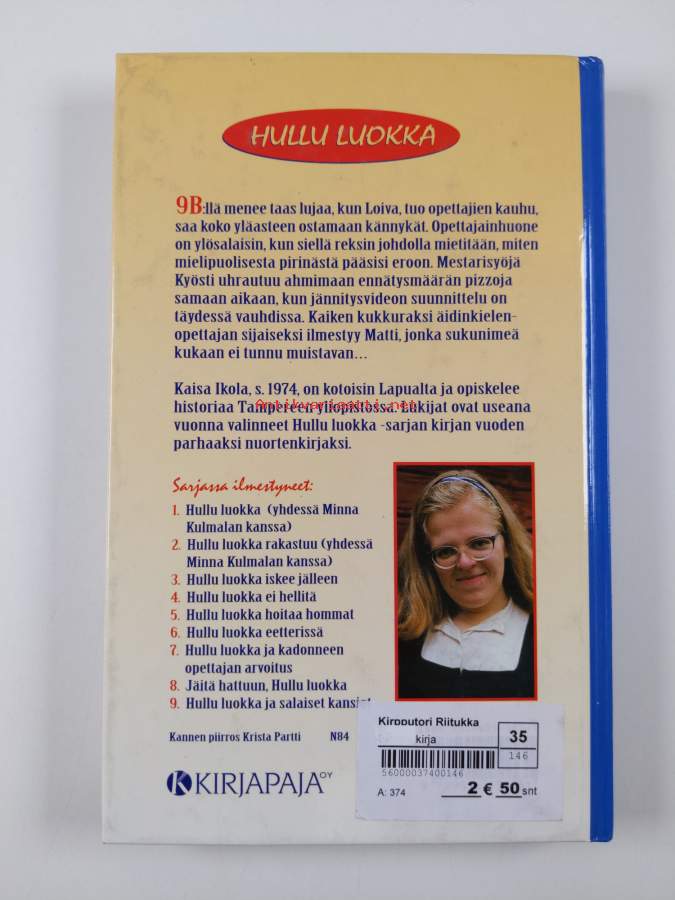 HULLU LUOKKA
9B:llä menee taas lujaa, kun Loiva, tuo opettajien kauhu,
saa koko yläasteen ostamaan kännykät. Opettajainhuone
on ylösalaisin, kun siellä reksin johdolla mietitään, miten
mielipuolisesta pirinästä pääsisi eroon. Mestarisyöjä
Kyösti uhrautuu ahmimaan ennätysmäärän pizzoja
samaan aikaan, kun jännitysvideon suunnittelu on
täydessä vauhdissa. Kaiken kukkuraksi äidinkielen-
opettajan sijaiseksi ilmestyy Matti, jonka sukunimeä
kukaan ei tunnu muistavan...
Kaisa Ikola, s. 1974, on kotoisin Lapualta ja opiskelee
Antikvariaatti.net
historiaa Tampereen yliopistossa. Lukijat ovat useana
vuonna valinneet Hullu luokka -sarjan kirjan vuoden
parhaaksi nuortenkirjaksi.
Sarjassa ilmestyneet:
1. Hullu luokka (yhdessä Minna
Kulmalan kanssa)
2. Hullu luokka rakastuu (yhdessä
Minna Kulmalan kanssa)
3. Hullu luokka iskee jälleen
4. Hullu luokka ei hellitä
5. Hullu luokka hoitaa hommat
6. Hullu luokka eetterissä
7. Hullu luokka ja kadonneen
opettajan arvoitus
8. Jäitä hattuun, Hullu luokka
9. Hullu luokka ja salaiset kansiot
Kannen piirros Krista Partti N84
KIRJAPAJA OY
Kirpputori Riitukka
kirja
35
146
56000037400146
A: 374
2 € 50 snt